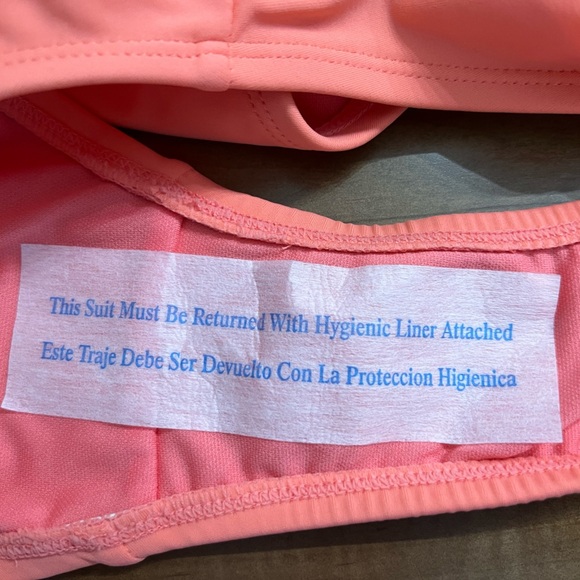 This Suit Must Be Returned With Hygienic Liner Attached
Este Traje Debe Ser Devuelto Con La Proteccion Higienica